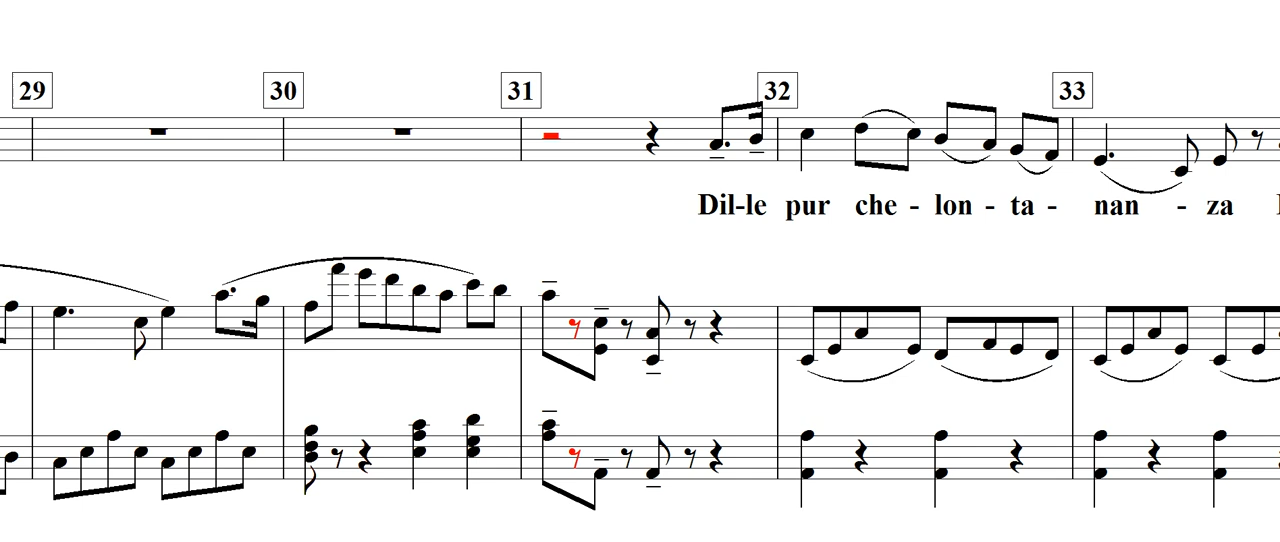 29 30 31 32 33
Dil-le pur che - lon - ta - nan - za